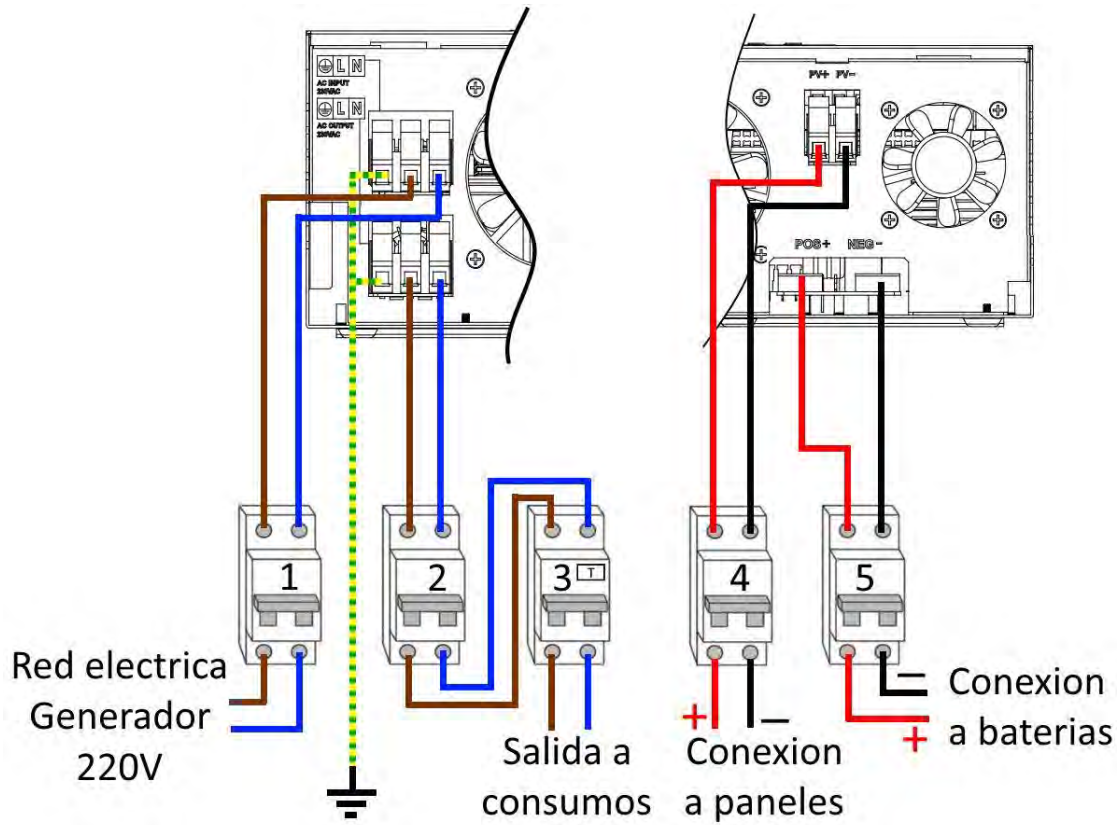 L N
AC INPUT
230VAC
L N
AC OUTPUT
230VAC
PV+ PV-
POS+ NEG-
1
2
3 T
4
5
Red electrica
Generador
220V
Salida a
consumos
+ −
Conexion
a paneles
− Conexion
+ a baterias